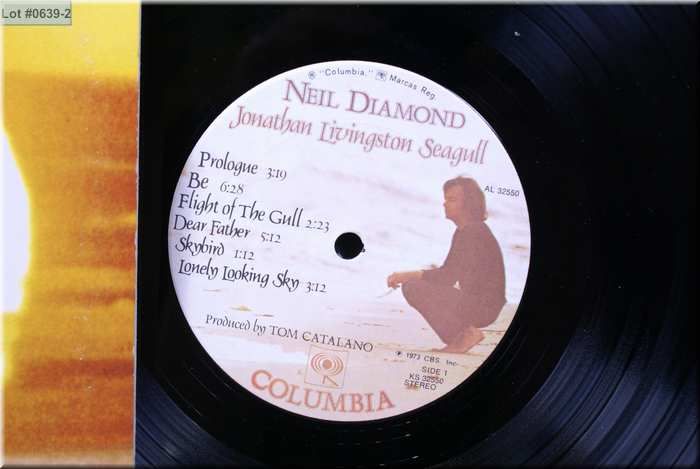 Lot #0639-2
® "Columbia," Marcas Reg.
NEIL DIAMOND
Jonathan Livingston Seagull
AL 32550
Prologue 3:19
Be 6:28
Flight of The Gull 2:23
Dear Father 5:12
Skybird 1:12
Lonely Looking Sky 3:12
Produced by TOM CATALANO
℗ 1973 CBS. Inc.
SIDE 1
KS 32550
STEREO
COLUMBIA